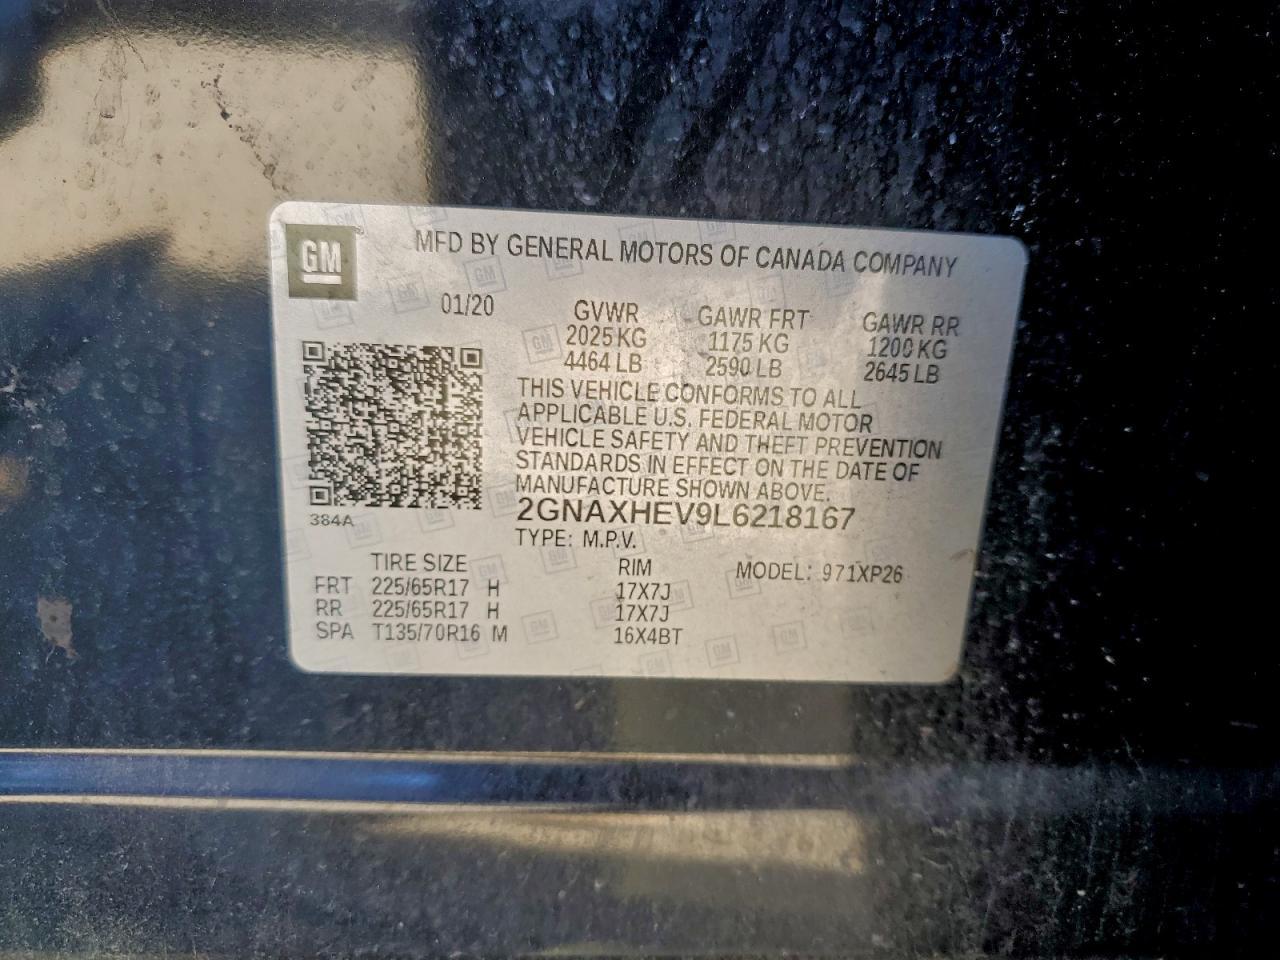 GM
MFD BY GENERAL MOTORS OF CANADA COMPANY
01/20 GVWR GAWR FRT GAWR RR
2025 KG 1175 KG 1200 KG
4464 LB 2590 LB 2645 LB
THIS VEHICLE CONFORMS TO ALL
APPLICABLE U.S. FEDERAL MOTOR
VEHICLE SAFETY AND THEFT PREVENTION
STANDARDS IN EFFECT ON THE DATE OF
MANUFACTURE SHOWN ABOVE.
384A
2GNAXHEV9L6218167
TYPE: M.P.V.
TIRE SIZE RIM MODEL: 971XP26
FRT 225/65R17 H 17X7J
RR 225/65R17 H 17X7J
SPA T135/70R16 M 16X4BT